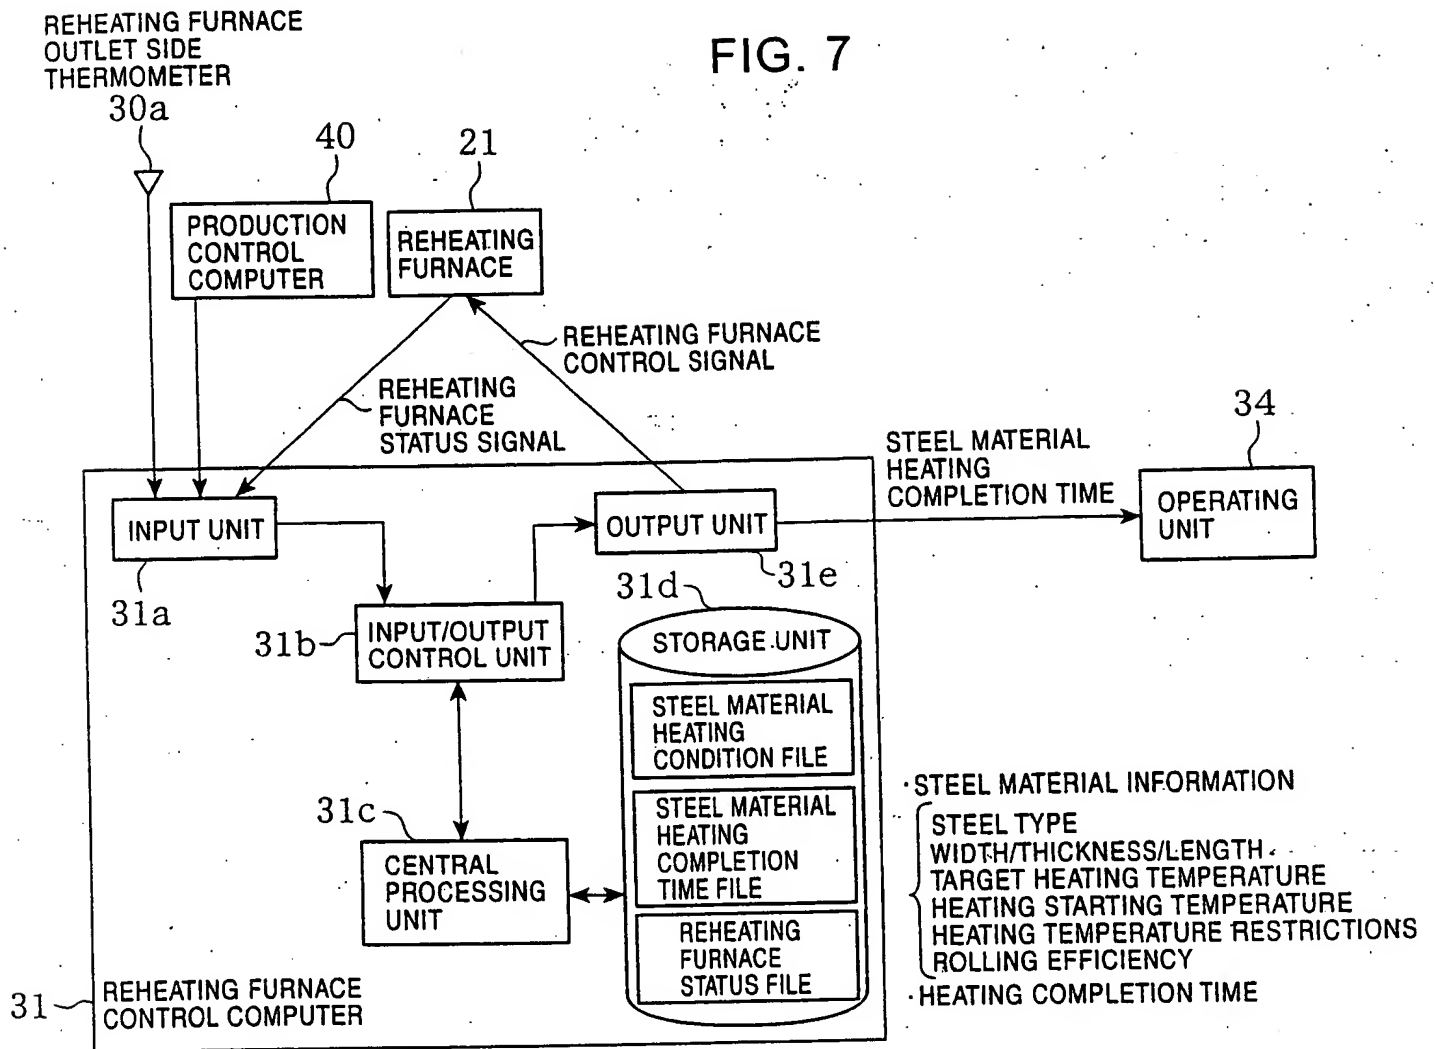 REHEATING FURNACE
OUTLET SIDE
THERMOMETER
30a
FIG. 7
40
21
PRODUCTION
CONTROL
COMPUTER
REHEATING
FURNACE
REHEATING FURNACE
CONTROL SIGNAL
REHEATING
FURNACE
STATUS SIGNAL
STEEL MATERIAL
HEATING
COMPLETION TIME
34
INPUT UNIT
OUTPUT UNIT
OPERATING
UNIT
31a
31e
31b
INPUT/OUTPUT
CONTROL UNIT
31d
STORAGE UNIT
STEEL MATERIAL
HEATING
CONDITION FILE
31c
CENTRAL
PROCESSING
UNIT
STEEL MATERIAL
HEATING
COMPLETION
TIME FILE
REHEATING
FURNACE
STATUS FILE
·STEEL MATERIAL INFORMATION
STEEL TYPE
WIDTH/THICKNESS/LENGTH
TARGET HEATING TEMPERATURE
HEATING STARTING TEMPERATURE
HEATING TEMPERATURE RESTRICTIONS
ROLLING EFFICIENCY
·HEATING COMPLETION TIME
31
REHEATING FURNACE
CONTROL COMPUTER